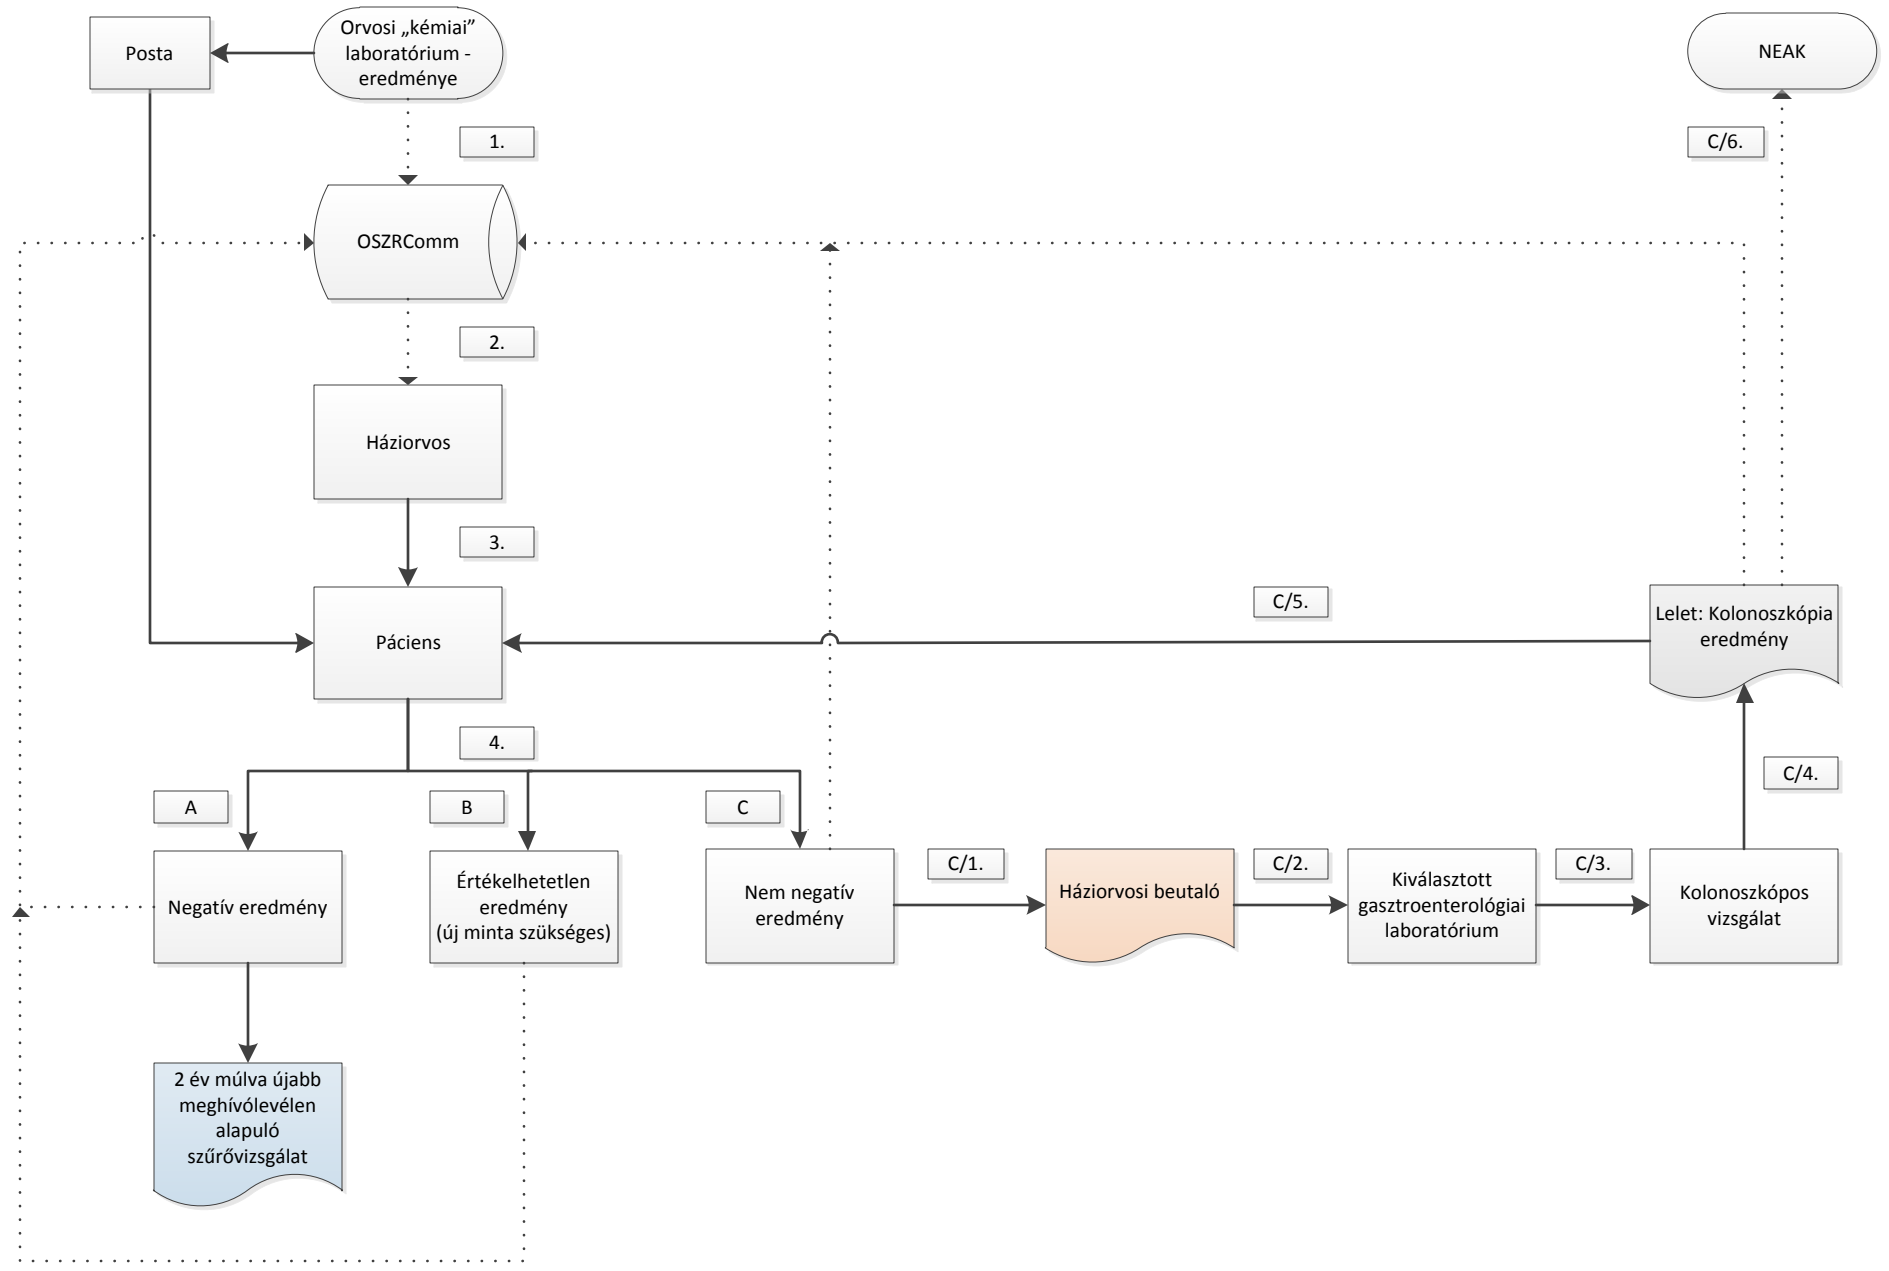 Posta
Orvosi „kémiai”
laboratórium -
eredménye
NEAK
1.
C/6.
OSZRComm
2.
Háziorvos
3.
C/5.
Lelet: Kolonoszkópia
eredmény
Páciens
4.
C/4.
A
B
C
C/1.
C/2.
C/3.
Negatív eredmény
Értékelhetetlen
eredmény
(új minta szükséges)
Nem negatív
eredmény
Háziorvosi beutaló
Kiválasztott
gasztroenterológiai
laboratórium
Kolonoszkópos
vizsgálat
2 év múlva újabb
meghívólevélen
alapuló
szűrővizsgálat